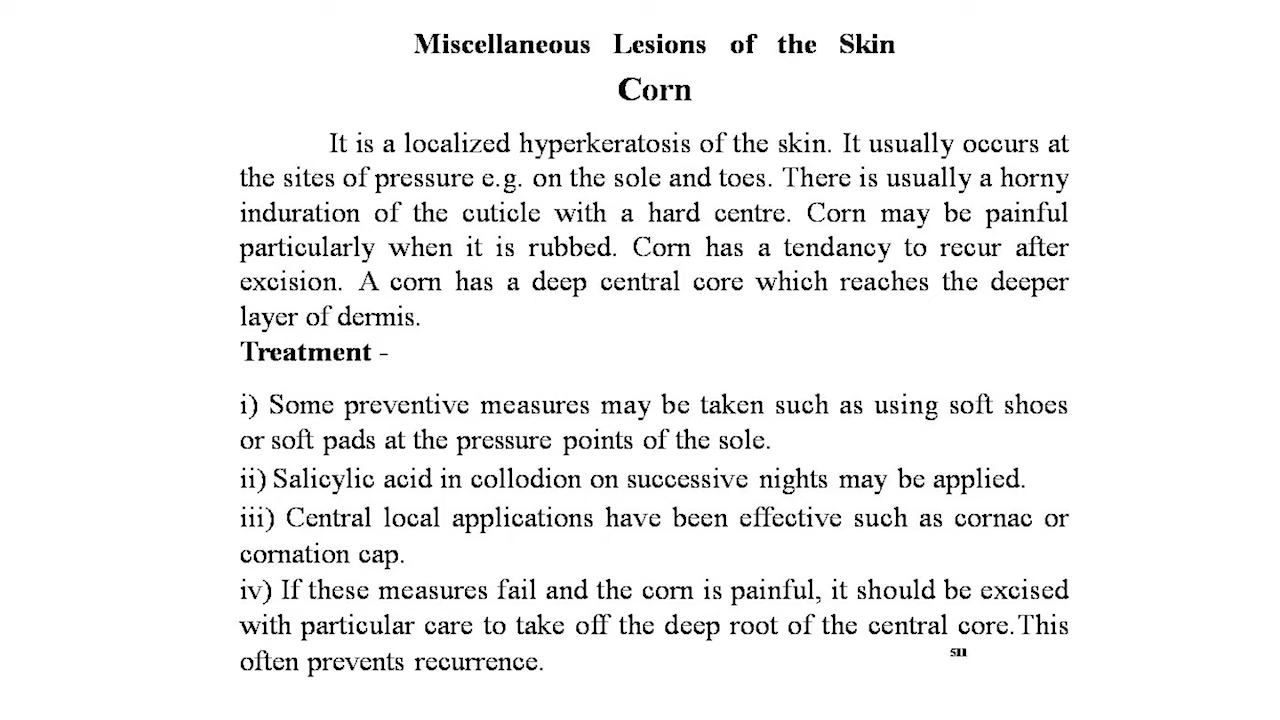 Miscellaneous Lesions of the Skin
Corn
It is a localized hyperkeratosis of the skin. It usually occurs at
the sites of pressure e.g. on the sole and toes. There is usually a horny
induration of the cuticle with a hard centre. Corn may be painful
particularly when it is rubbed. Corn has a tendancy to recur after
excision. A corn has a deep central core which reaches the deeper
layer of dermis.
Treatment -
i) Some preventive measures may be taken such as using soft shoes
or soft pads at the pressure points of the sole.
ii) Salicylic acid in collodion on successive nights may be applied.
iii) Central local applications have been effective such as cornac or
cornation cap.
iv) If these measures fail and the corn is painful, it should be excised
with particular care to take off the deep root of the central core.This
often prevents recurrence.
511